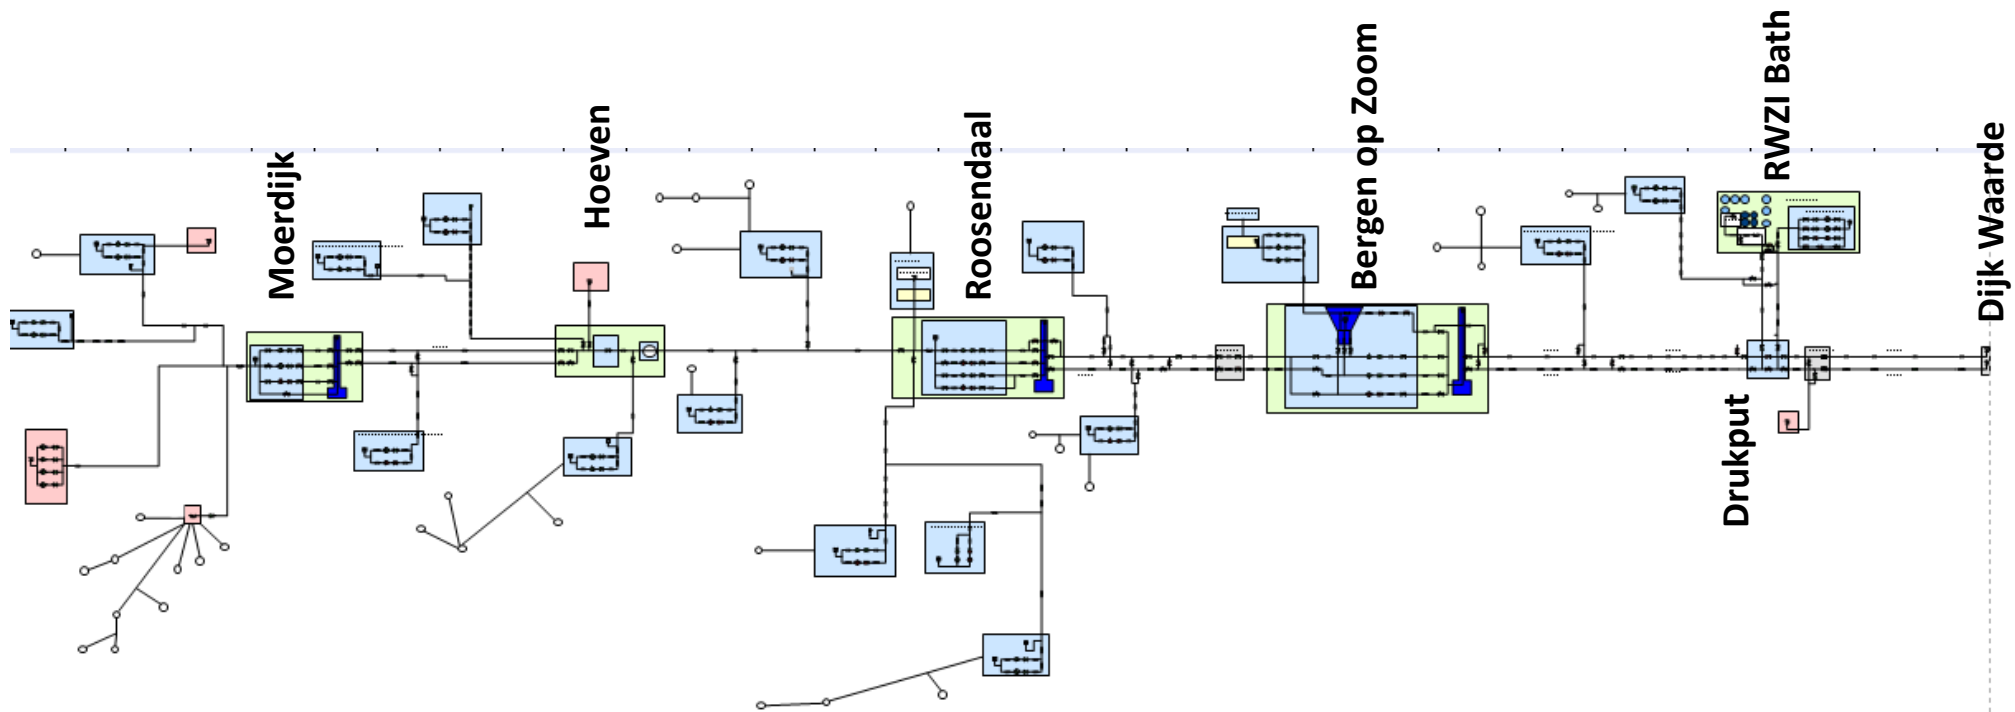 Moerdijk
Hoeven
Roosendaal
Bergen op Zoom
RWZI Bath
Drukput
Dijk Waarde